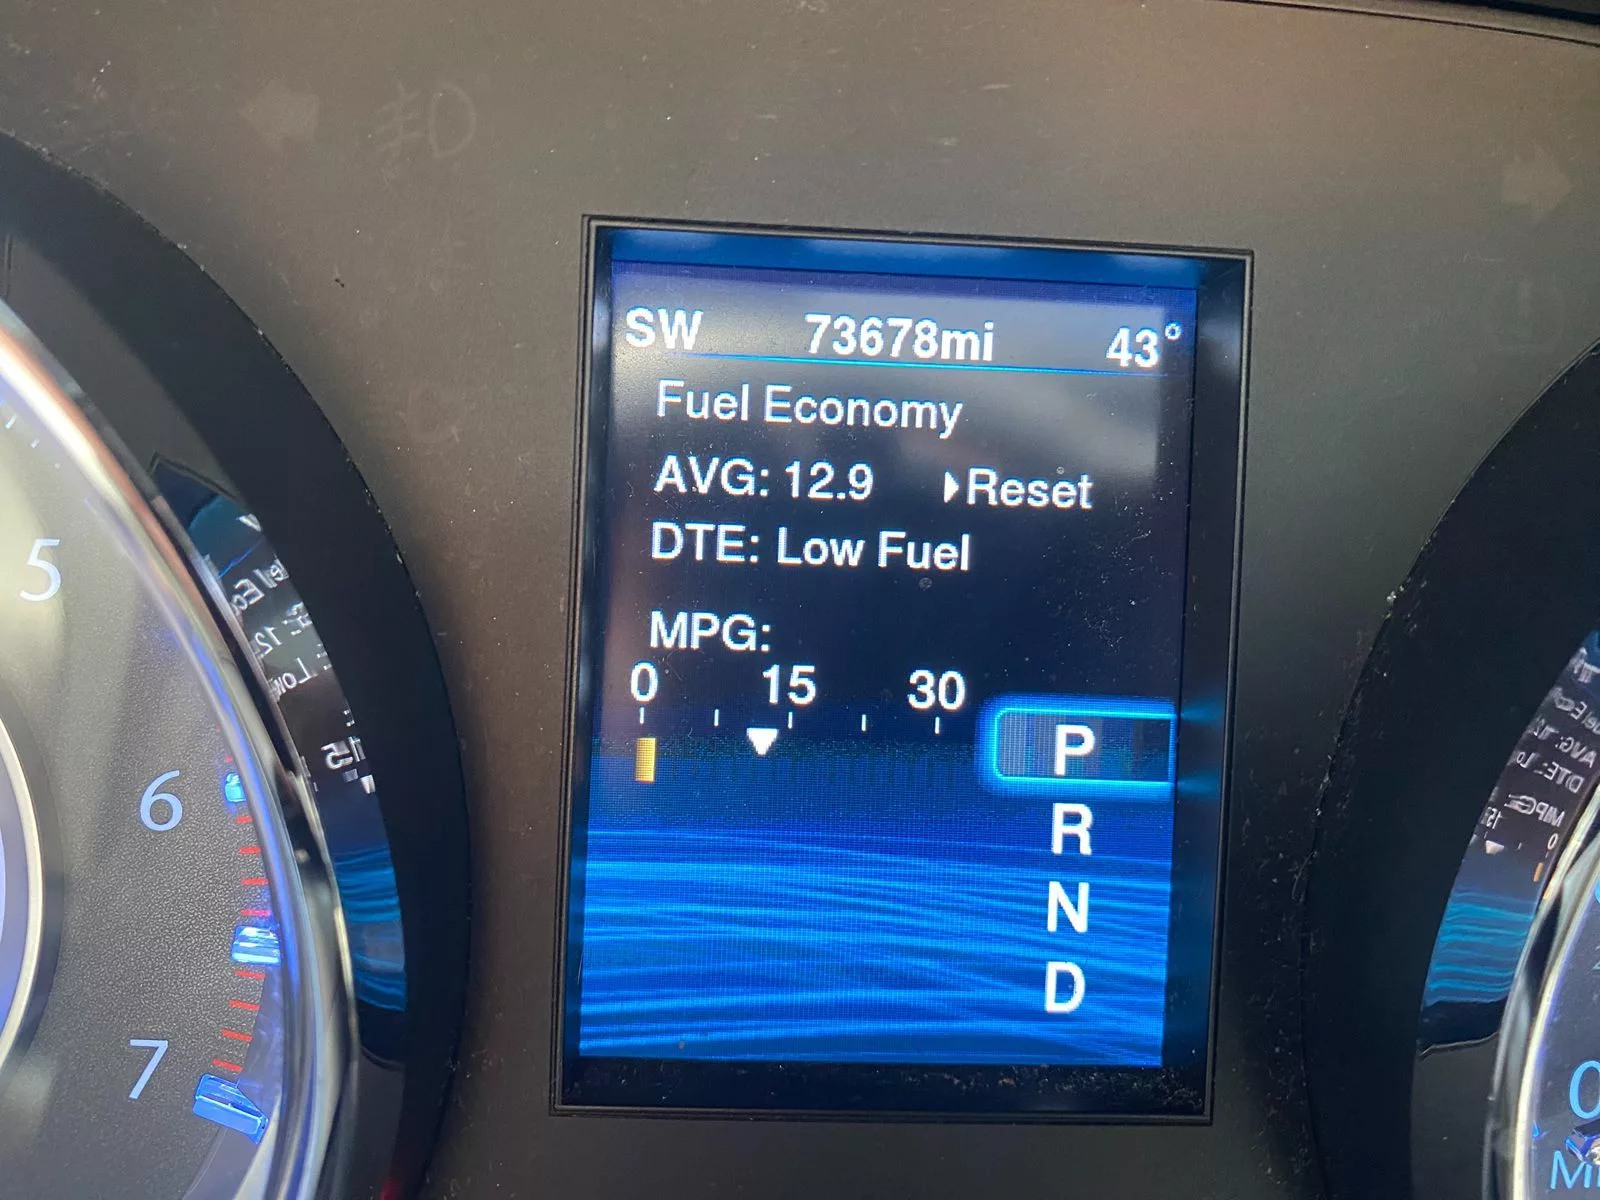 SW 73678mi 43°
Fuel Economy
AVG: 12.9 Reset
DTE: Low Fuel
MPG:
0 15 30
P
R
N
D
5
6
7
0